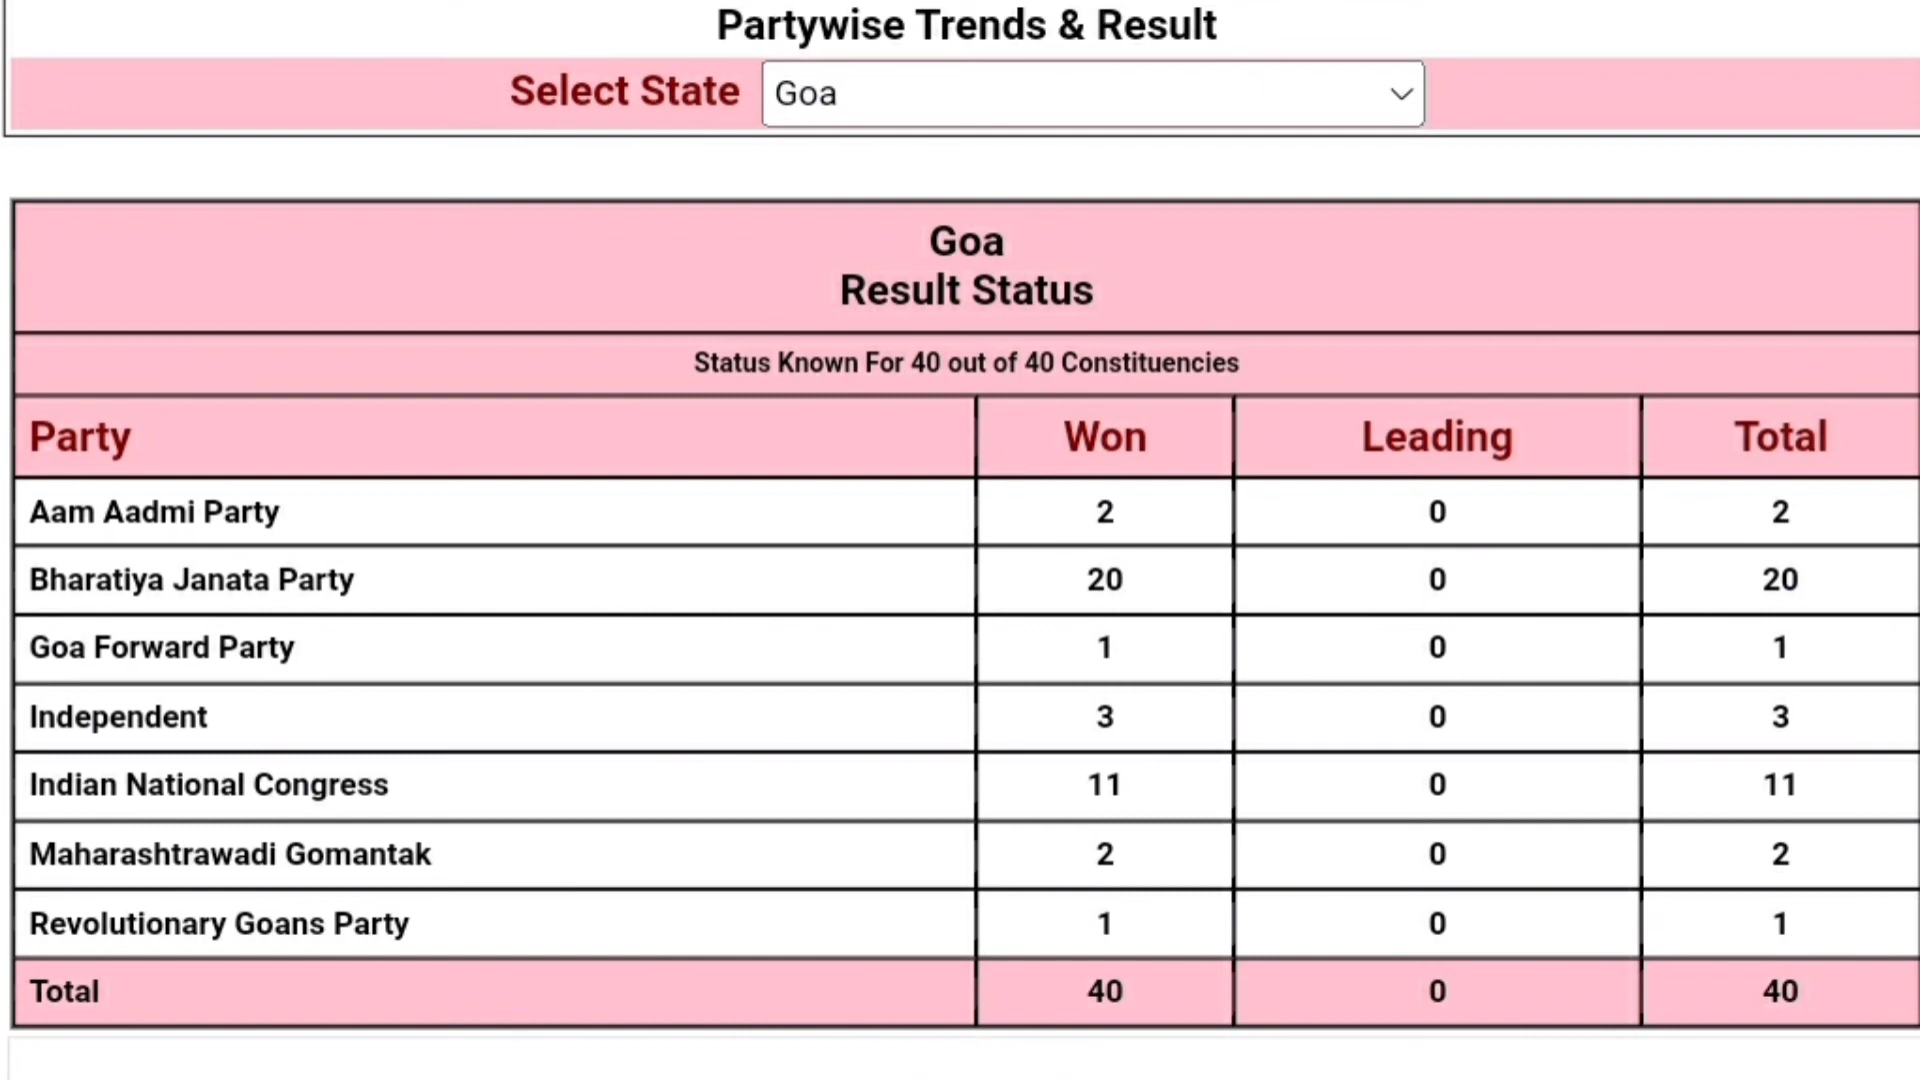 Partywise Trends & Result
Select State Goa
Goa
Result Status
Status Known For 40 out of 40 Constituencies
Party Won Leading Total
Aam Aadmi Party 2 0 2
Bharatiya Janata Party 20 0 20
Goa Forward Party 1 0 1
Independent 3 0 3
Indian National Congress 11 0 11
Maharashtrawadi Gomantak 2 0 2
Revolutionary Goans Party 1 0 1
Total 40 0 40